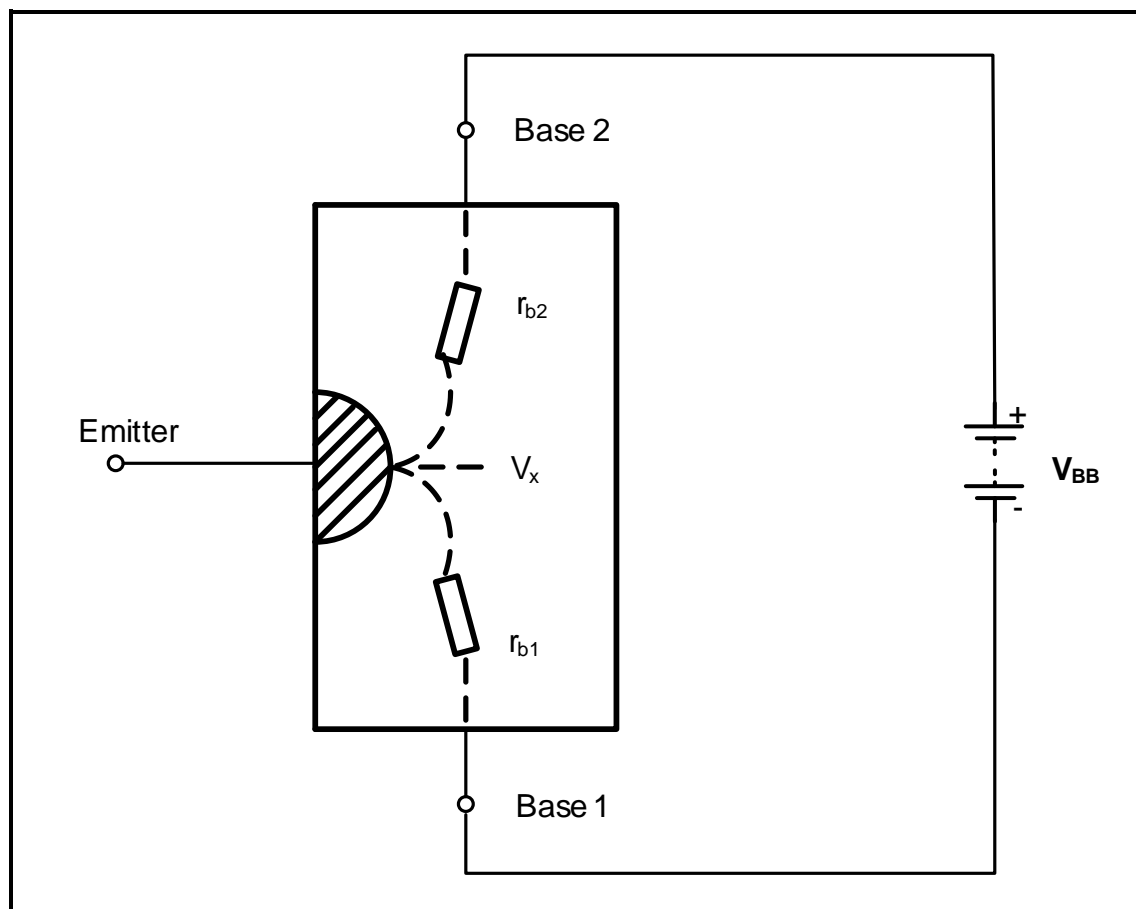 Base 2
r_b2
Emitter
V_x
+
V_BB
-
r_b1
Base 1